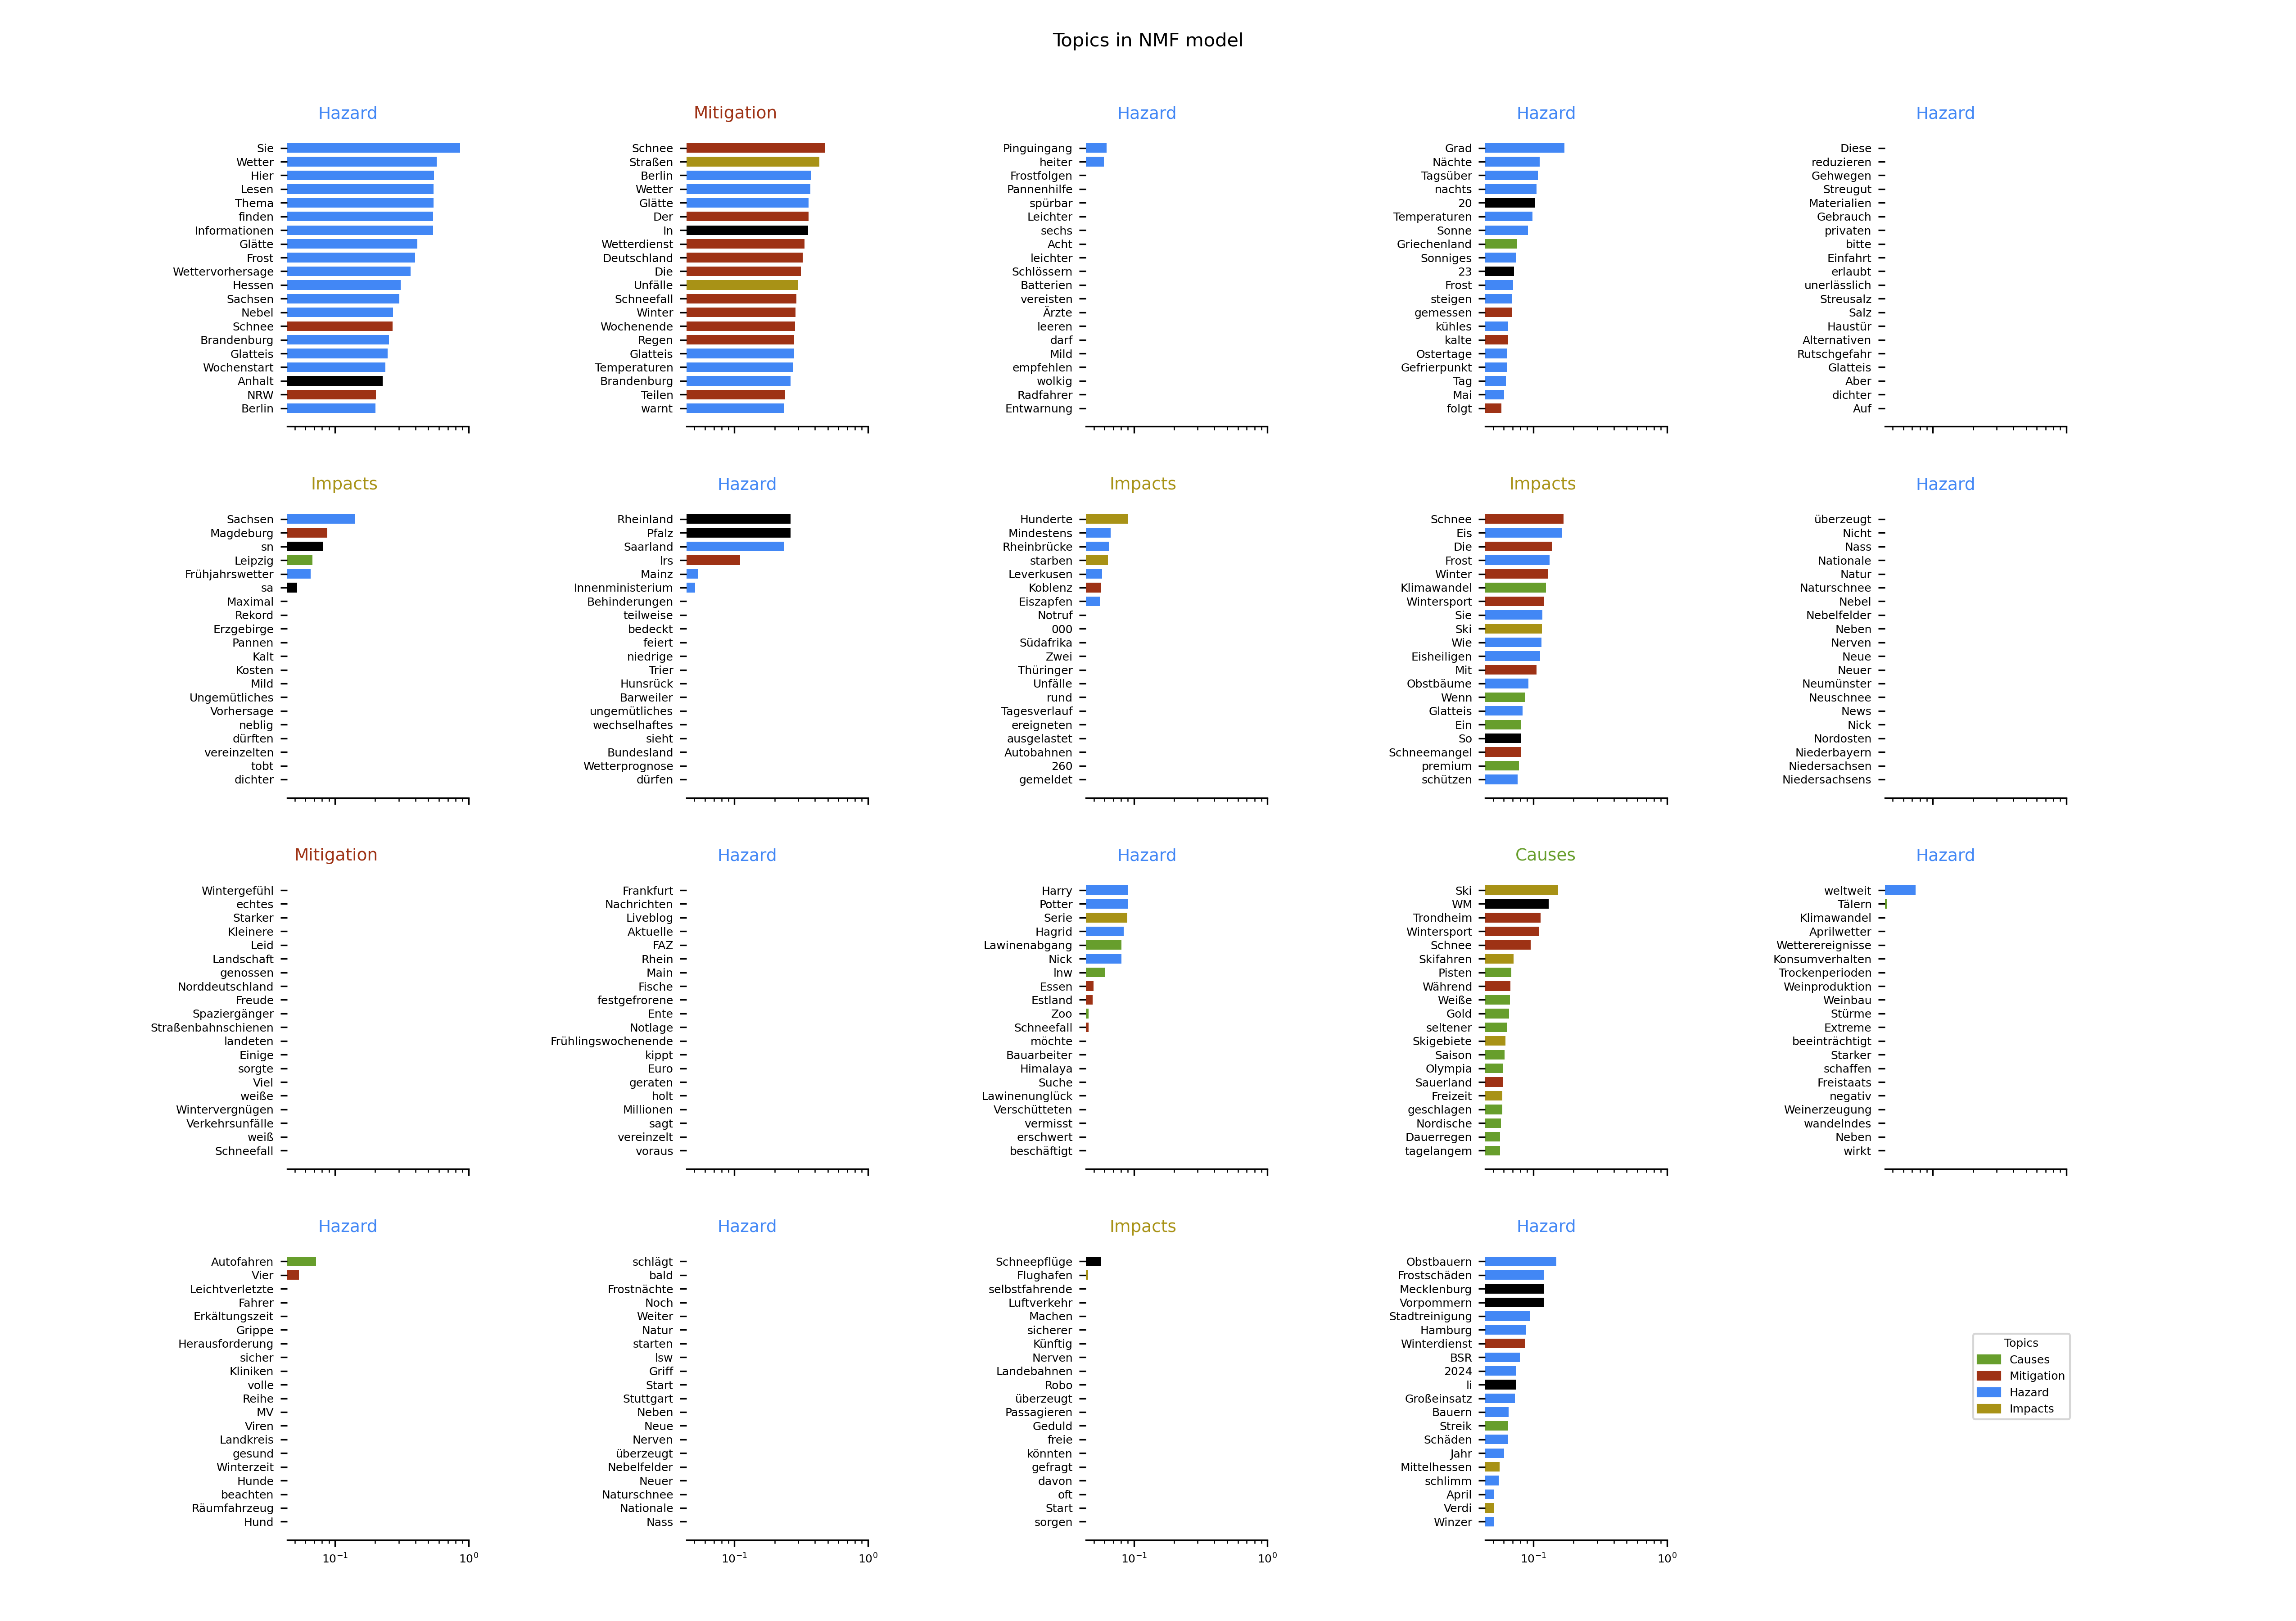 Topics in NMF model
Hazard
Sie
Wetter
Hier
Lesen
Thema
finden
Informationen
Glätte
Frost
Wettervorhersage
Hessen
Sachsen
Nebel
Schnee
Brandenburg
Glatteis
Wochenstart
Anhalt
NRW
Berlin
Mitigation
Schnee
Straßen
Berlin
Wetter
Glätte
Der
In
Wetterdienst
Deutschland
Die
Unfälle
Schneefall
Winter
Wochenende
Regen
Glatteis
Temperaturen
Brandenburg
Teilen
warnt
Hazard
Pinguingang
heiter
Frostfolgen
Pannenhilfe
spürbar
Leichter
sechs
Acht
leichter
Schlössern
Batterien
vereisten
Ärzte
leeren
darf
Mild
empfehlen
wolkig
Radfahrer
Entwarnung
Hazard
Grad
Nächte
Tagsüber
nachts
20
Temperaturen
Sonne
Griechenland
Sonniges
23
Frost
steigen
gemessen
kühles
kalte
Ostertage
Gefrierpunkt
Tag
Mai
folgt
Hazard
Diese
reduzieren
Gehwegen
Streugut
Materialien
Gebrauch
privaten
bitte
Einfahrt
erlaubt
unerlässlich
Streusalz
Salz
Haustür
Alternativen
Rutschgefahr
Glatteis
Aber
dichter
Auf
Impacts
Sachsen
Magdeburg
sn
Leipzig
Frühjahrswetter
sa
Maximal
Rekord
Erzgebirge
Pannen
Kalt
Kosten
Mild
Ungemütliches
Vorhersage
neblig
dürften
vereinzelten
tobt
dichter
Hazard
Rheinland
Pfalz
Saarland
lrs
Mainz
Innenministerium
Behinderungen
teilweise
bedeckt
feiert
niedrige
Trier
Hunsrück
Barweiler
ungemütliches
wechselhaftes
sieht
Bundesland
Wetterprognose
dürfen
Impacts
Hunderte
Mindestens
Rheinbrücke
starben
Leverkusen
Koblenz
Eiszapfen
Notruf
000
Südafrika
Zwei
Thüringer
Unfälle
rund
Tagesverlauf
ereigneten
ausgelastet
Autobahnen
260
gemeldet
Impacts
Schnee
Eis
Die
Frost
Winter
Klimawandel
Wintersport
Sie
Ski
Wie
Eisheiligen
Mit
Obstbäume
Wenn
Glatteis
Ein
So
Schneemangel
premium
schützen
Hazard
überzeugt
Nicht
Nass
Nationale
Natur
Naturschnee
Nebel
Nebelfelder
Neben
Nerven
Neue
Neuer
Neumünster
Neuschnee
News
Nick
Nordosten
Niederbayern
Niedersachsen
Niedersachsens
Mitigation
Wintergefühl
echtes
Starker
Kleinere
Leid
Landschaft
genossen
Norddeutschland
Freude
Spaziergänger
Straßenbahnschienen
landeten
Einige
sorgte
Viel
weiße
Wintervergnügen
Verkehrsunfälle
weiß
Schneefall
Hazard
Frankfurt
Nachrichten
Liveblog
Aktuelle
FAZ
Rhein
Main
Fische
festgefrorene
Ente
Notlage
Frühlingswochenende
kippt
Euro
geraten
holt
Millionen
sagt
vereinzelt
voraus
Hazard
Harry
Potter
Serie
Hagrid
Lawinenabgang
Nick
lnw
Essen
Estland
Zoo
Schneefall
möchte
Bauarbeiter
Himalaya
Suche
Lawinenunglück
Verschütteten
vermisst
erschwert
beschäftigt
Causes
Ski
WM
Trondheim
Wintersport
Schnee
Skifahren
Pisten
Während
Weiße
Gold
seltener
Skigebiete
Saison
Olympia
Sauerland
Freizeit
geschlagen
Nordische
Dauerregen
tagelangem
Hazard
weltweit
Tälern
Klimawandel
Aprilwetter
Wetterereignisse
Konsumverhalten
Trockenperioden
Weinproduktion
Weinbau
Stürme
Extreme
beeinträchtigt
Starker
schaffen
Freistaats
negativ
Weinerzeugung
wandelndes
Neben
wirkt
Hazard
Autofahren
Vier
Leichtverletzte
Fahrer
Erkältungszeit
Grippe
Herausforderung
sicher
Kliniken
volle
Reihe
MV
Viren
Landkreis
gesund
Winterzeit
Hunde
beachten
Räumfahrzeug
Hund
10⁻¹ 10⁰
Hazard
schlägt
bald
Frostnächte
Noch
Weiter
Natur
starten
lsw
Griff
Start
Stuttgart
Neben
Neue
Nerven
überzeugt
Nebelfelder
Neuer
Naturschnee
Nationale
Nass
10⁻¹ 10⁰
Impacts
Schneepflüge
Flughafen
selbstfahrende
Luftverkehr
Machen
sicherer
Künftig
Nerven
Landebahnen
Robo
überzeugt
Passagieren
Geduld
freie
könnten
gefragt
davon
oft
Start
sorgen
10⁻¹ 10⁰
Hazard
Obstbauern
Frostschäden
Mecklenburg
Vorpommern
Stadtreinigung
Hamburg
Winterdienst
BSR
2024
li
Großeinsatz
Bauern
Streik
Schäden
Jahr
Mittelhessen
schlimm
April
Verdi
Winzer
10⁻¹ 10⁰
Topics
Causes
Mitigation
Hazard
Impacts